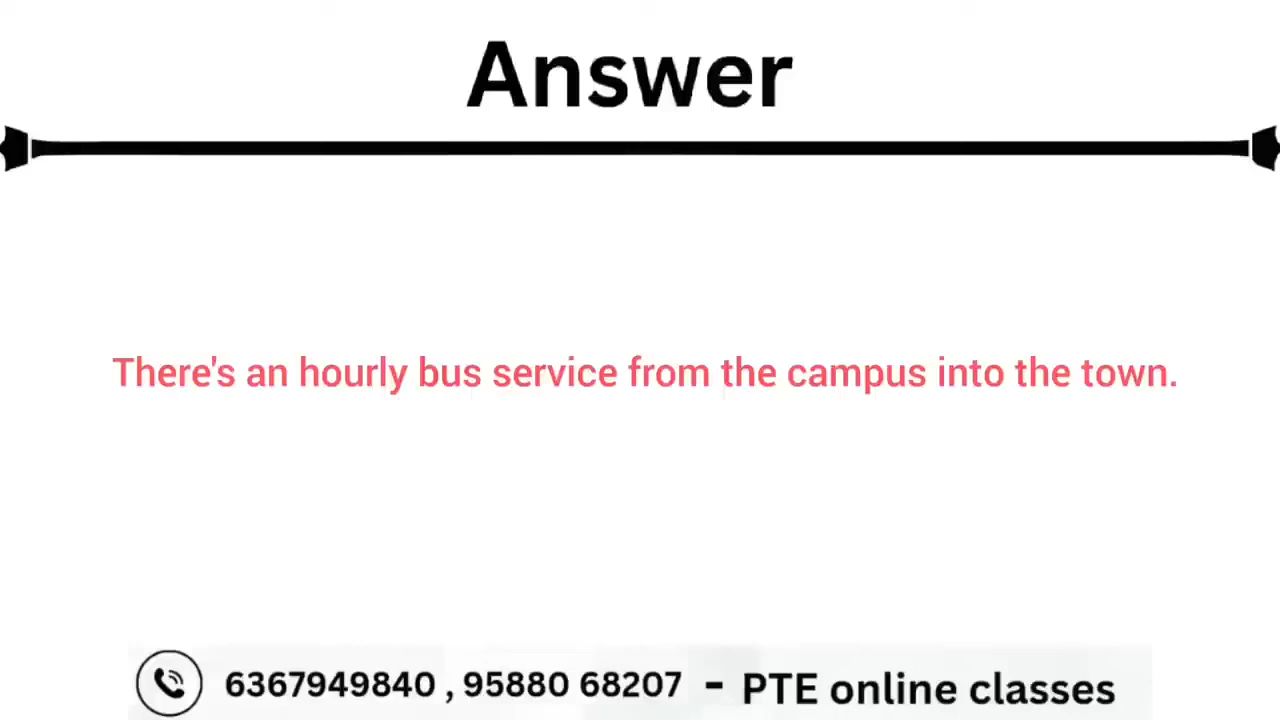 Answer
There's an hourly bus service from the campus into the town.
6367949840 , 95880 68207 - PTE online classes